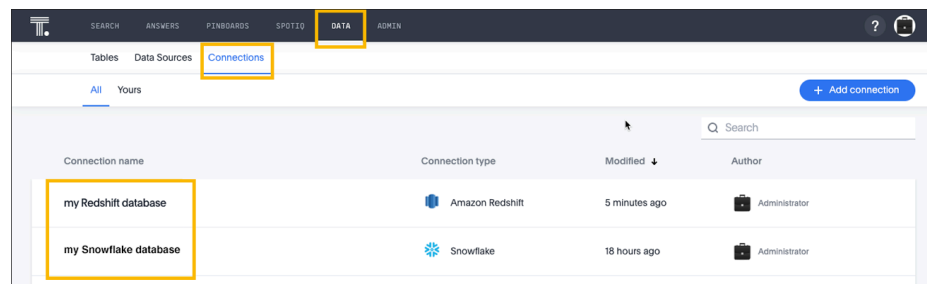 T.
SEARCH ANSWERS PINBOARDS SPOTIQ DATA ADMIN ?
Tables Data Sources Connections
All Yours + Add connection
Search
Connection name Connection type Modified ↓ Author
my Redshift database Amazon Redshift 5 minutes ago Administrator
my Snowflake database Snowflake 18 hours ago Administrator